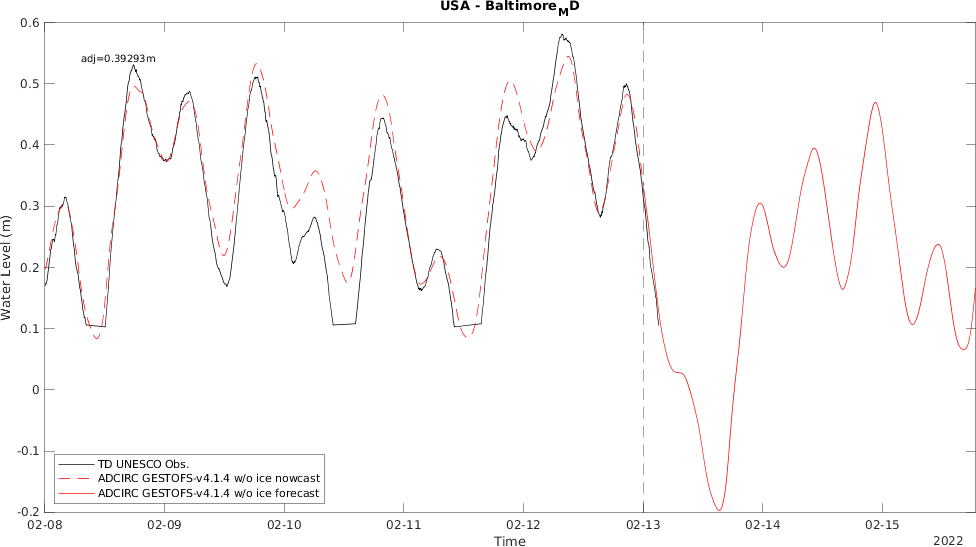 USA - Baltimore_MD
adj=0.39293m
0.6
0.5
0.4
0.3
0.2
0.1
0
-0.1
-0.2
Water Level (m)
TD UNESCO Obs.
ADCIRC GESTOFS-v4.1.4 w/o ice nowcast
ADCIRC GESTOFS-v4.1.4 w/o ice forecast
02-08 02-09 02-10 02-11 02-12 02-13 02-14 02-15
Time
2022